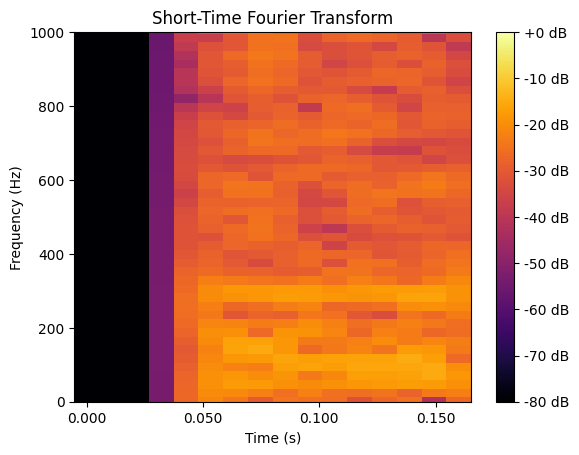 Short-Time Fourier Transform
1000
800
600
400
200
0
Frequency (Hz)
0.000
0.050
0.100
0.150
Time (s)
+0 dB
-10 dB
-20 dB
-30 dB
-40 dB
-50 dB
-60 dB
-70 dB
-80 dB